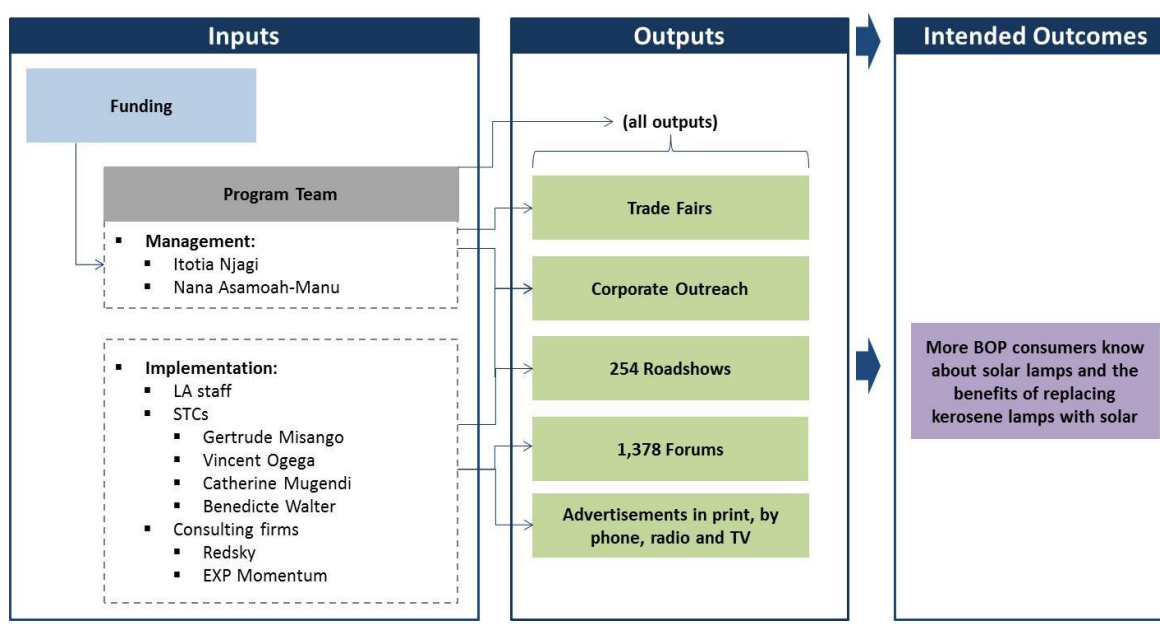 Inputs
Funding
Program Team
▪ Management:
▪ Itotia Njagi
▪ Nana Asamoah-Manu
▪ Implementation:
▪ LA staff
▪ STCs
▪ Gertrude Misango
▪ Vincent Ogega
▪ Catherine Mugendi
▪ Benedicte Walter
▪ Consulting firms
▪ Redsky
▪ EXP Momentum
Outputs
(all outputs)
Trade Fairs
Corporate Outreach
254 Roadshows
1,378 Forums
Advertisements in print, by
phone, radio and TV
Intended Outcomes
More BOP consumers know
about solar lamps and the
benefits of replacing
kerosene lamps with solar